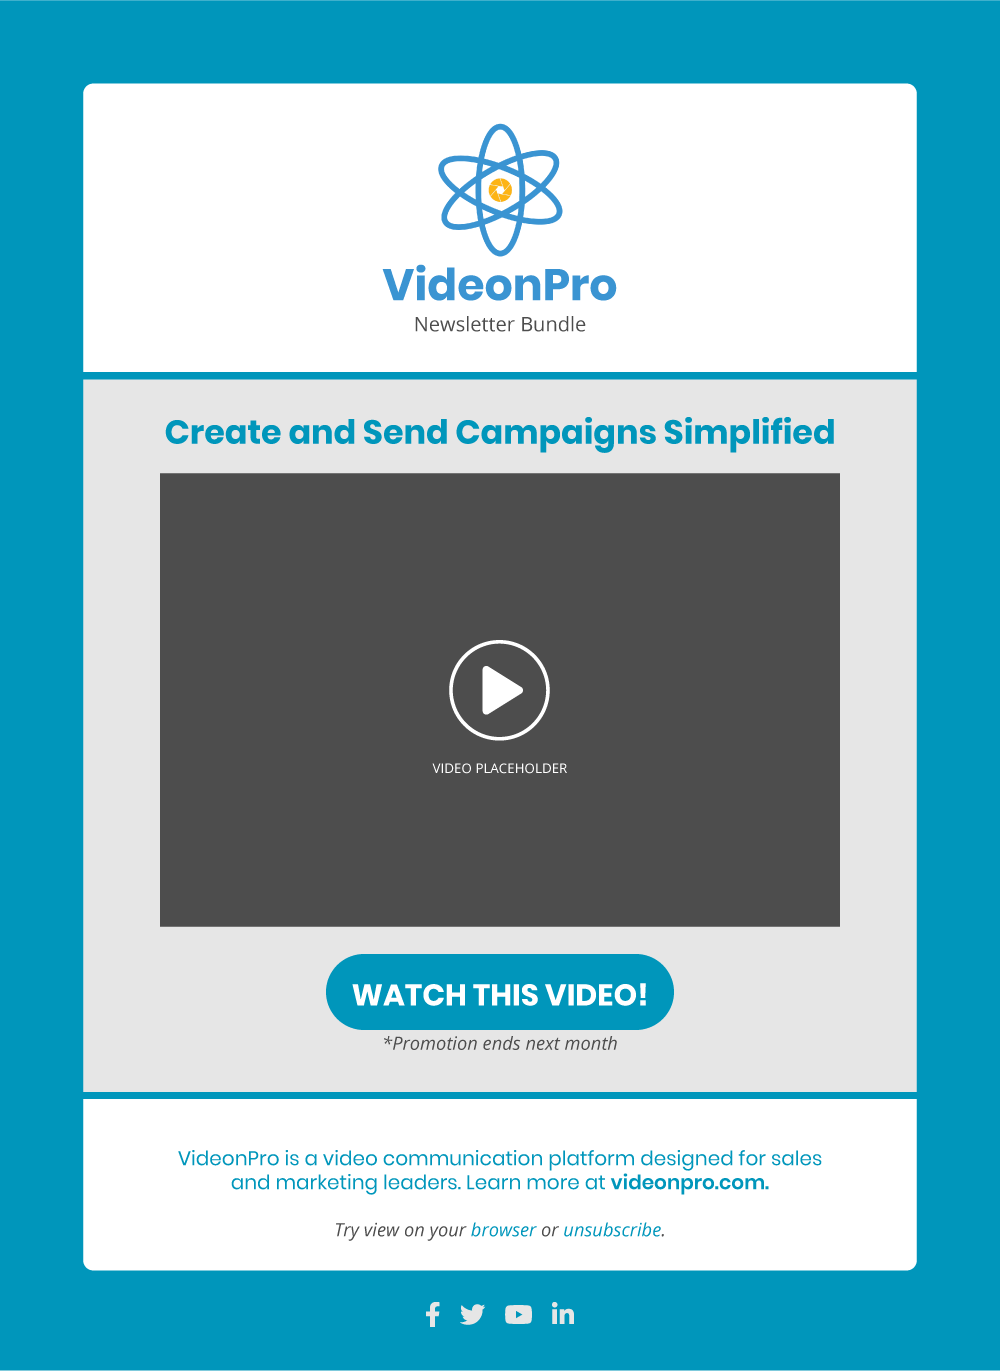 VideonPro
Newsletter Bundle
Create and Send Campaigns Simplified
VIDEO PLACEHOLDER
WATCH THIS VIDEO!
*Promotion ends next month
VideonPro is a video communication platform designed for sales
and marketing leaders. Learn more at videonpro.com.
Try view on your browser or unsubscribe.